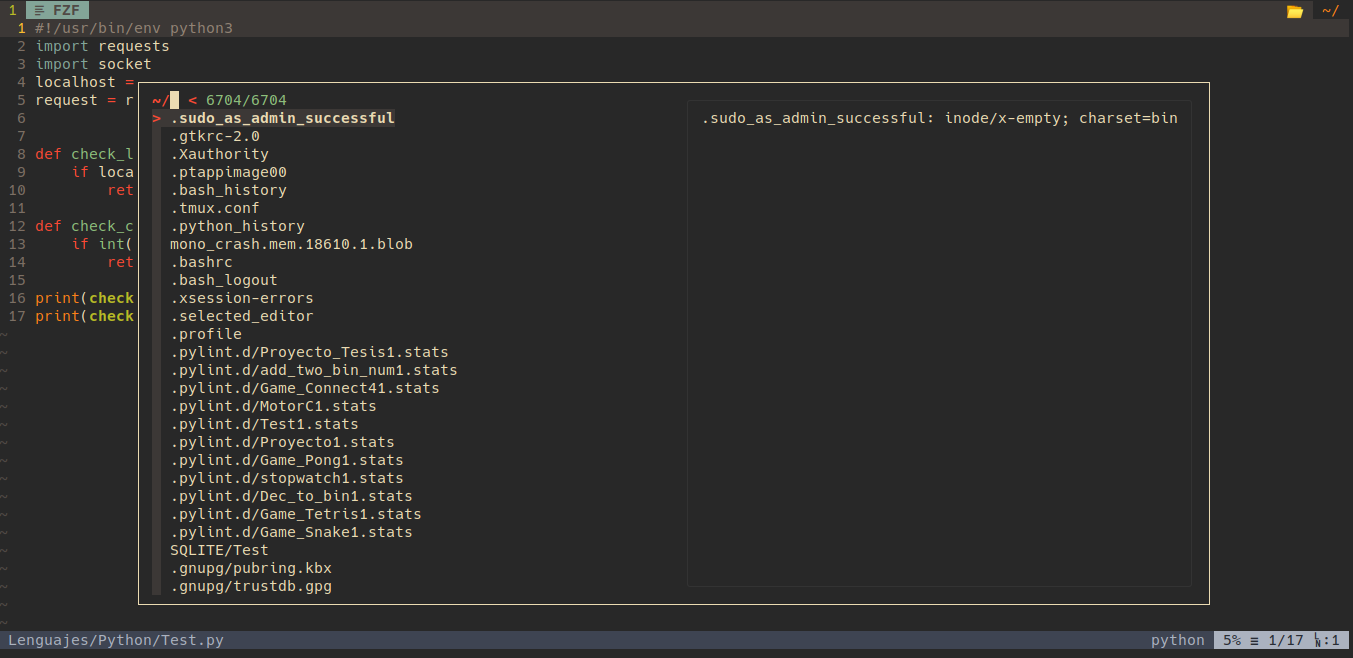 1 ≡ FZF ~/
1 #!/usr/bin/env python3
2 import requests
3 import socket
4 localhost =
5 request = r
6
7
8 def check_l
9 if loca
10 ret
11
12 def check_c
13 if int(
14 ret
15
16 print(check
17 print(check
~/ < 6704/6704
> .sudo_as_admin_successful
.gtkrc-2.0
.Xauthority
.ptappimage00
.bash_history
.tmux.conf
.python_history
mono_crash.mem.18610.1.blob
.bashrc
.bash_logout
.xsession-errors
.selected_editor
.profile
.pylint.d/Proyecto_Tesis1.stats
.pylint.d/add_two_bin_num1.stats
.pylint.d/Game_Connect41.stats
.pylint.d/MotorC1.stats
.pylint.d/Test1.stats
.pylint.d/Proyecto1.stats
.pylint.d/Game_Pong1.stats
.pylint.d/stopwatch1.stats
.pylint.d/Dec_to_bin1.stats
.pylint.d/Game_Tetris1.stats
.pylint.d/Game_Snake1.stats
SQLITE/Test
.gnupg/pubring.kbx
.gnupg/trustdb.gpg
.sudo_as_admin_successful: inode/x-empty; charset=bin
Lenguajes/Python/Test.py python 5% ≡ 1/17 ㏑:1